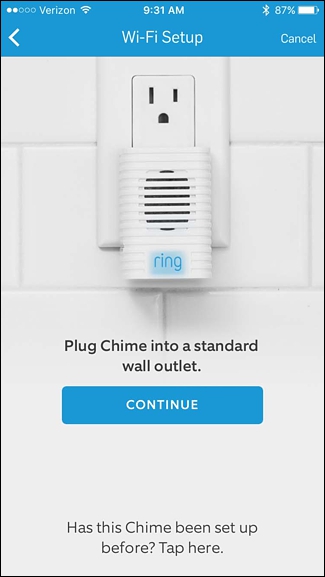 Verizon 9:31 AM 87%
Wi-Fi Setup Cancel
ring
Plug Chime into a standard
wall outlet.
CONTINUE
Has this Chime been set up
before? Tap here.